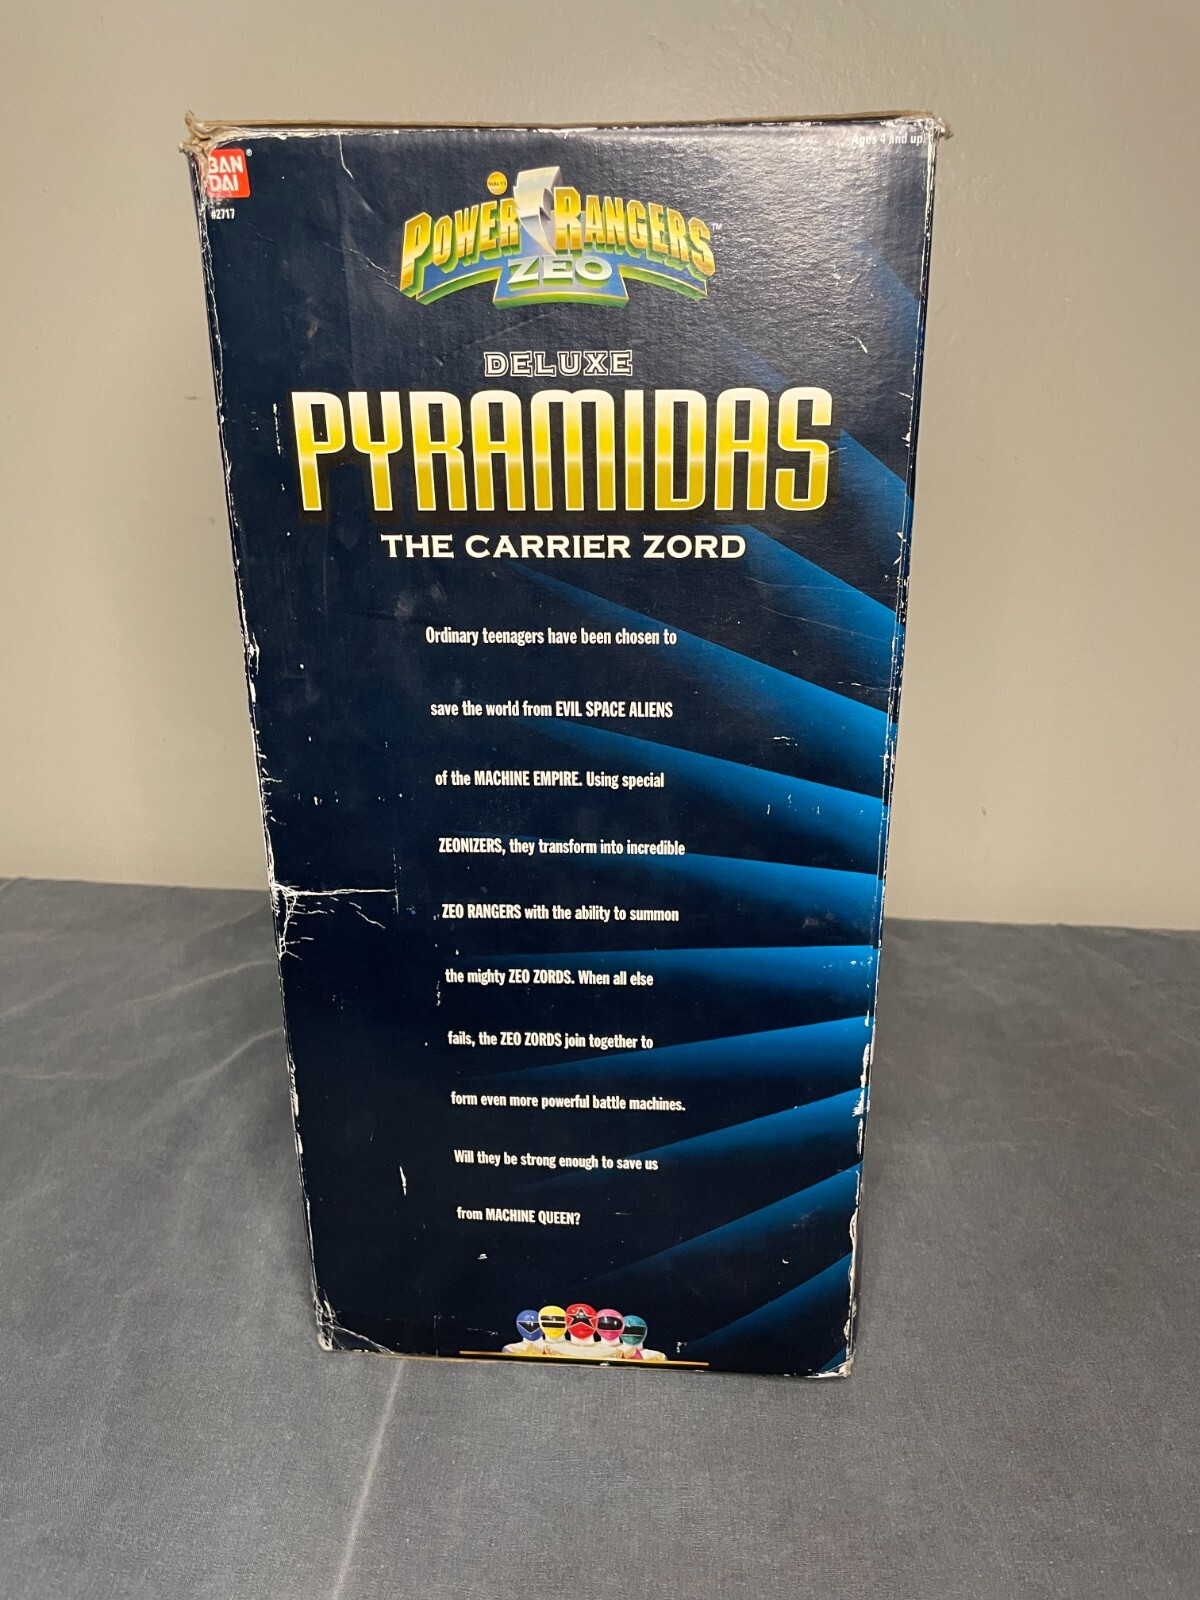 BAN
DAI
®
#2717
Ages 4 and up
POWER RANGERS™
ZEO
DELUXE
PYRAMIDAS
THE CARRIER ZORD
Ordinary teenagers have been chosen to
save the world from EVIL SPACE ALIENS
of the MACHINE EMPIRE. Using special
ZEONIZERS, they transform into incredible
ZEO RANGERS with the ability to summon
the mighty ZEO ZORDS. When all else
fails, the ZEO ZORDS join together to
form even more powerful battle machines.
Will they be strong enough to save us
from MACHINE QUEEN?